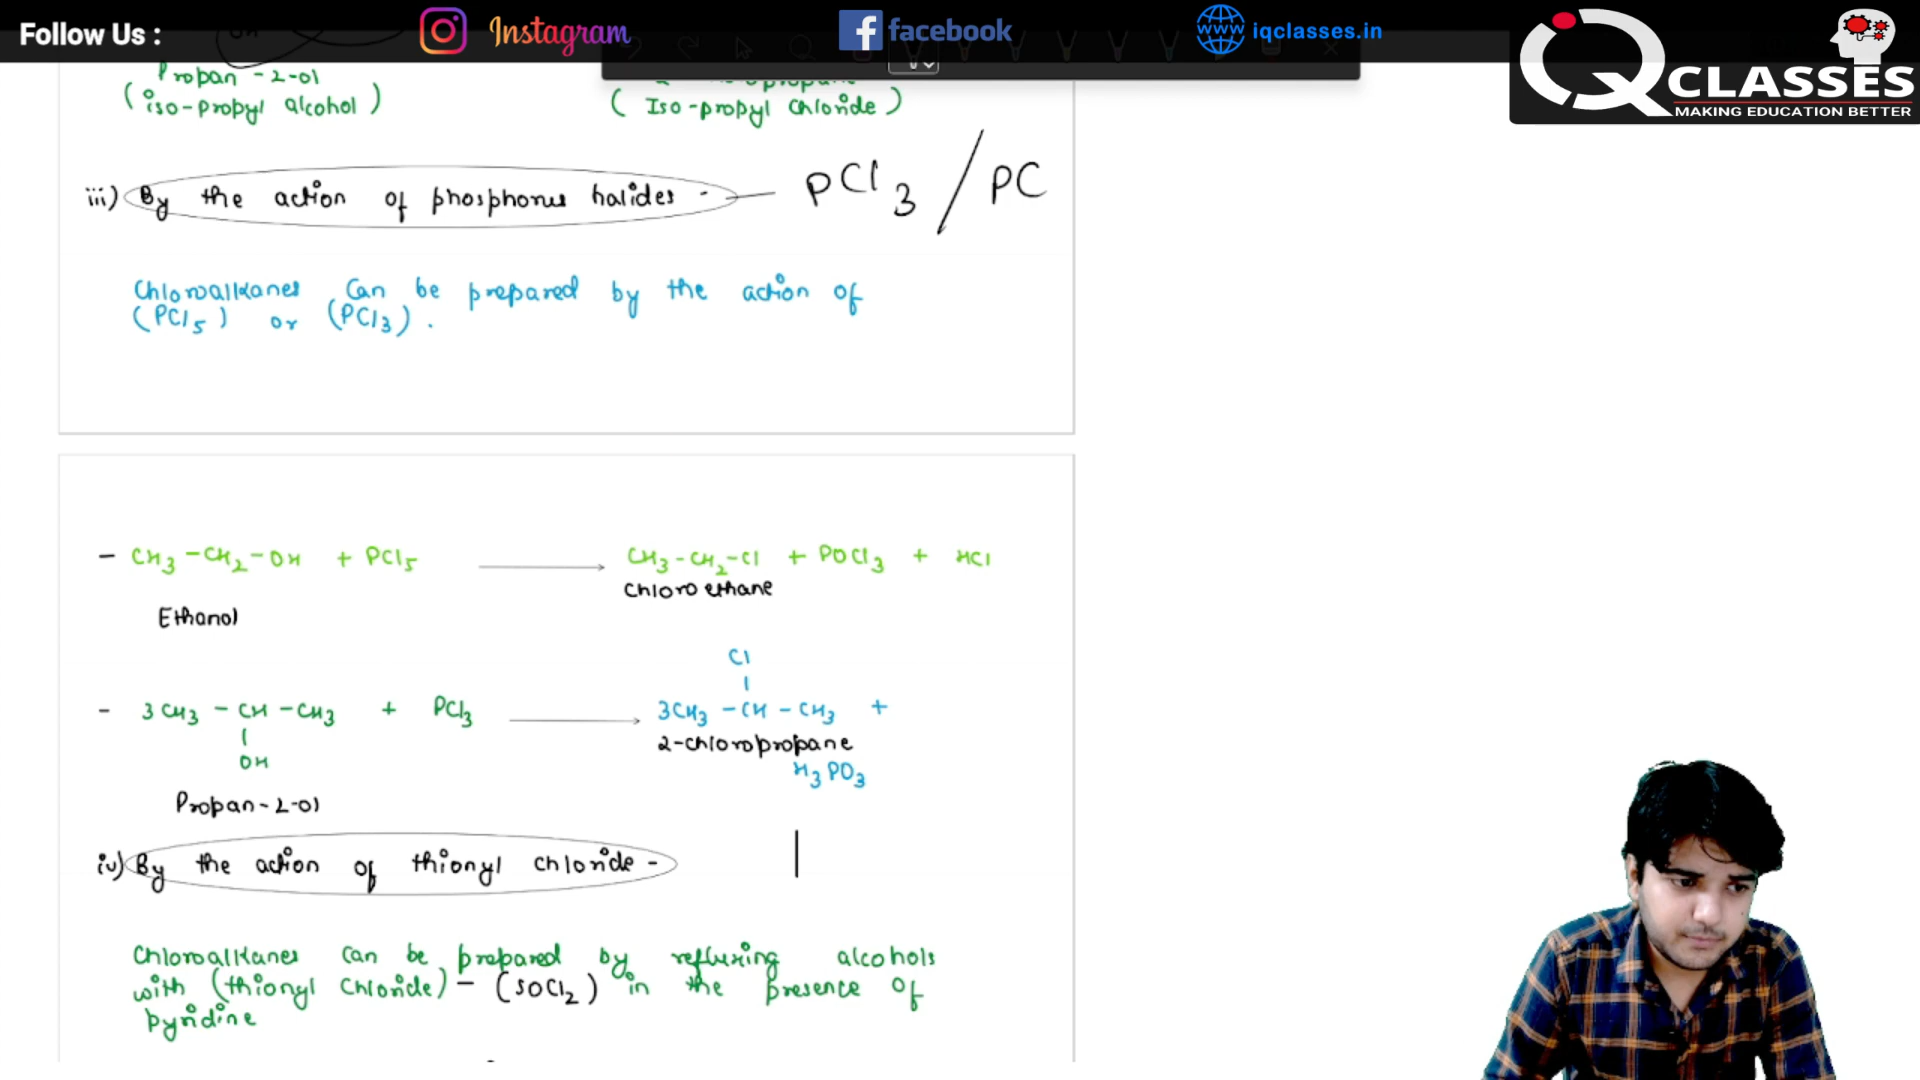 Follow Us :
Instagram
facebook
iqclasses.in
IQ CLASSES
MAKING EDUCATION BETTER
Propan - 2-ol
( iso-propyl alcohol )
( Iso-propyl chloride )
iii) By the action of phosphorus halides -
PCl3 / PC
Chloroalkanes Can be prepared by the action of
(PCl5) or (PCl3) .
- CH3 - CH2 - OH + PCl5 → CH3 - CH2 - Cl + POCl3 + HCl
Chloro ethane
Ethanol
Cl
- 3CH3 - CH - CH3 + PCl3 → 3CH3 - CH - CH3 +
OH
2-chloropropane
H3PO3
Propan-2-ol
iv) By the action of thionyl chloride -
Chloroalkanes can be prepared by refluxing alcohols
with (thionyl chloride) - (SOCl2) in the presence of
pyridine